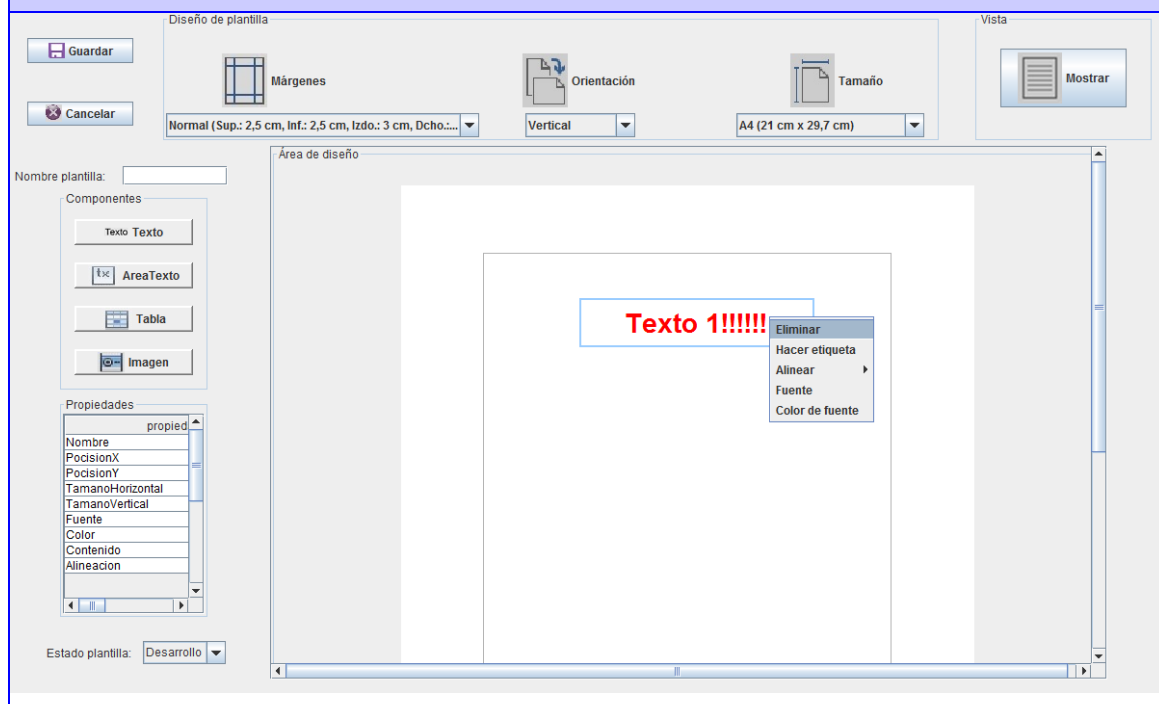 Diseño de plantilla
Vista
Guardar
Cancelar
Márgenes
Orientación
Tamaño
Mostrar
Normal (Sup.: 2,5 cm, Inf.: 2,5 cm, Izdo.: 3 cm, Dcho.:...
Vertical
A4 (21 cm x 29,7 cm)
Nombre plantilla:
Componentes
Texto Texto
tx AreaTexto
Tabla
Imagen
Propiedades
propied
Nombre
PocisionX
PocisionY
TamanoHorizontal
TamanoVertical
Fuente
Color
Contenido
Alineacion
Estado plantilla: Desarrollo
Área de diseño
Texto 1!!!!!!
Eliminar
Hacer etiqueta
Alinear
Fuente
Color de fuente